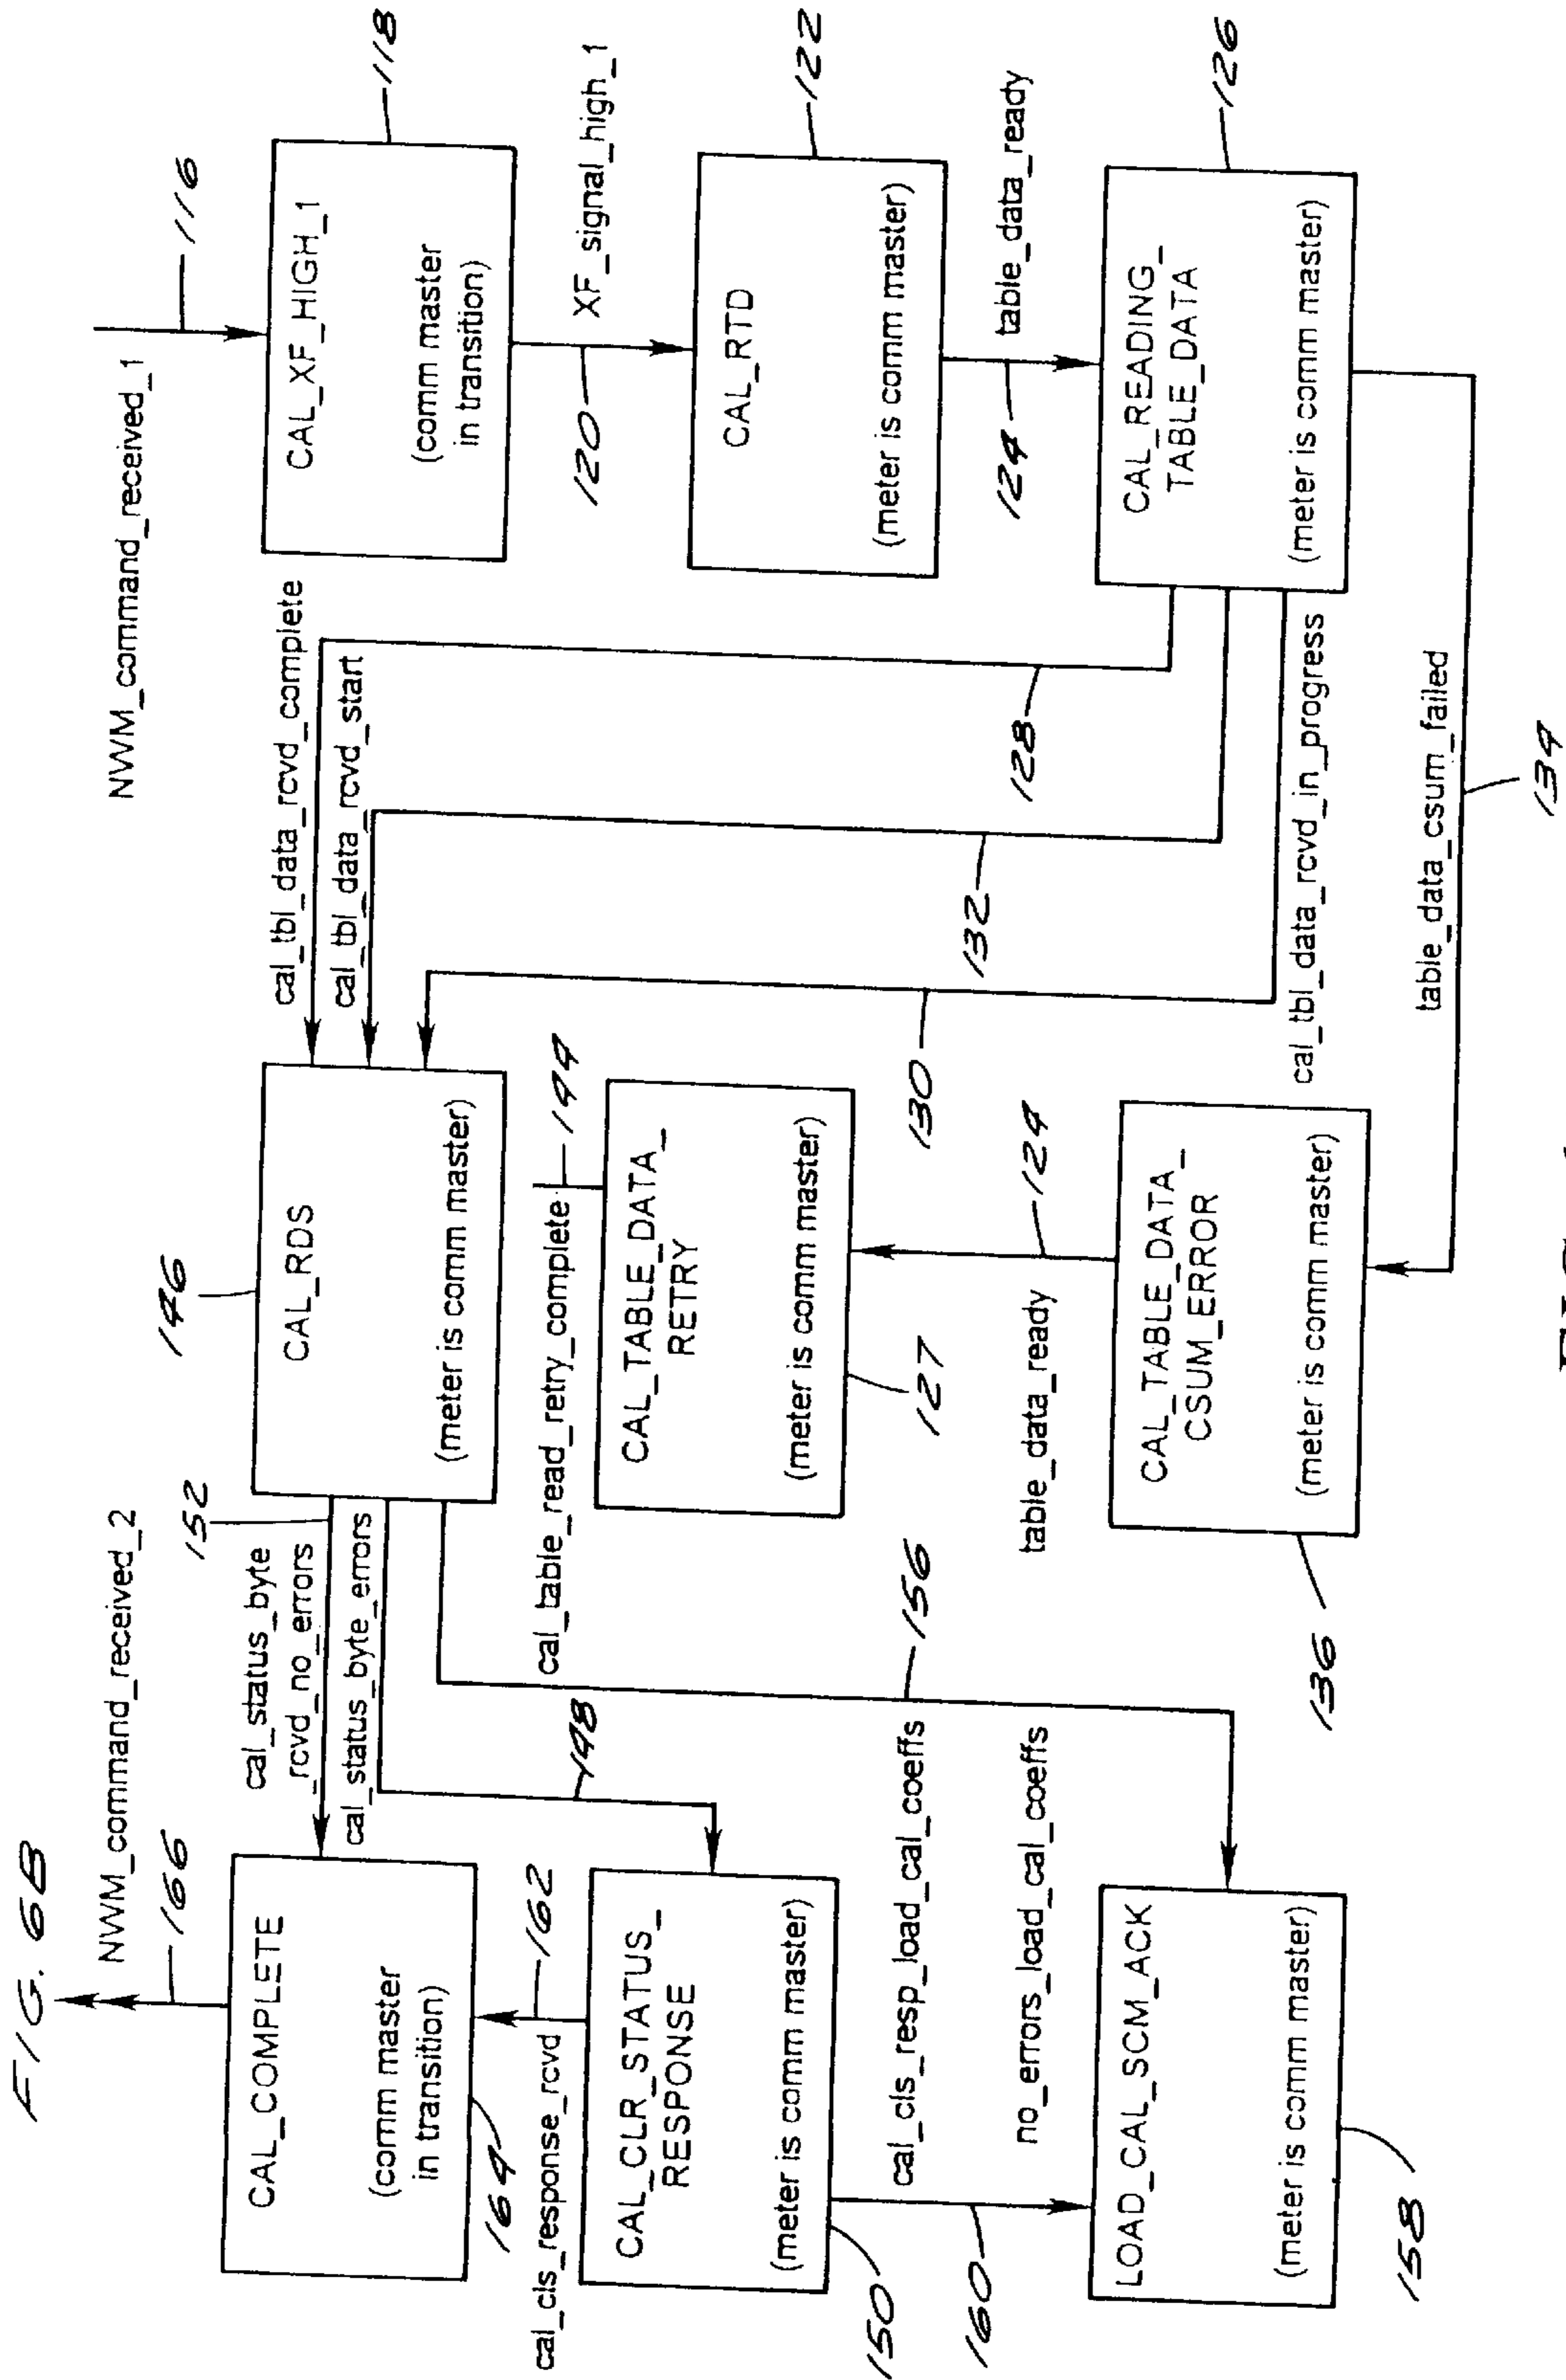 FIG. 6B
NWM_command_received_2
166
CAL_COMPLETE
(comm master
in transition)
164
cal_cls_response_rcvd
162
CAL_CLR_STATUS_
RESPONSE
(meter is comm master)
150
160
cal_cls_resp_load_cal_coeffs
no_errors_load_cal_coeffs
LOAD_CAL_SCM_ACK
(meter is comm master)
158
152
cal_status_byte
_rcvd_no_errors
cal_status_byte_errors
148
156
146
CAL_RDS
(meter is comm master)
cal_table_read_retry_complete
144
CAL_TABLE_DATA_
RETRY
(meter is comm master)
127
table_data_ready
124
CAL_TABLE_DATA_
CSUM_ERROR
(meter is comm master)
136
cal_tbl_data_rcvd_complete
cal_tbl_data_rcvd_start
128
132
130
cal_tbl_data_rcvd_in_progress
table_data_csum_failed
134
NWM_command_received_1
116
CAL_XF_HIGH_1
(comm master
in transition)
118
120
XF_signal_high_1
CAL_RTD
(meter is comm master)
122
124
table_data_ready
CAL_READING_
TABLE_DATA
(meter is comm master)
126